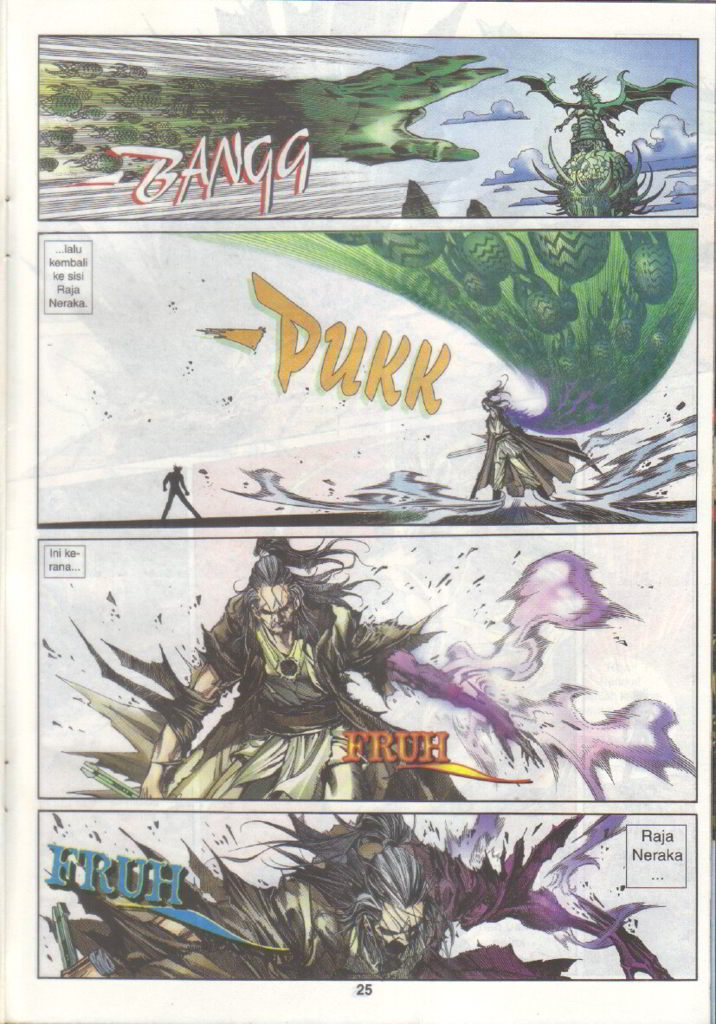 BANGG
...lalu
kembali
ke sisi
Raja
Neraka.
PUKK
Ini ke-
rana...
FRUH
FRUH
Raja
Neraka
...
25